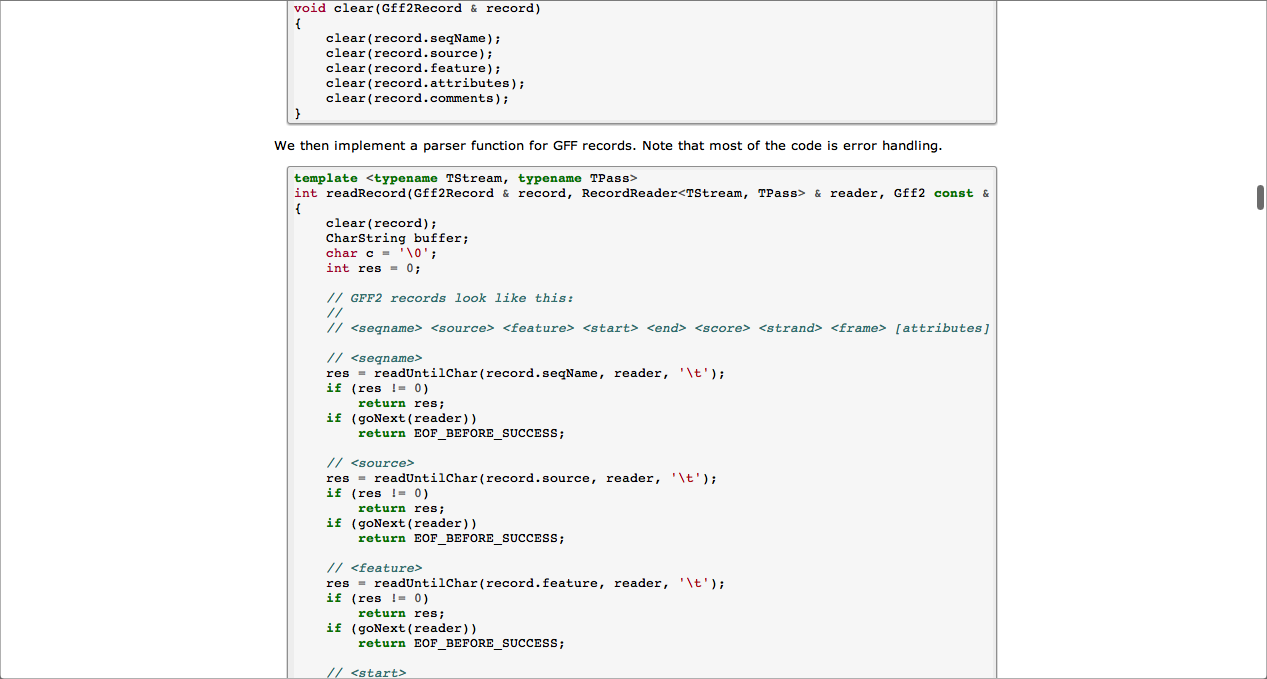 void clear(Gff2Record & record)
{
    clear(record.seqName);
    clear(record.source);
    clear(record.feature);
    clear(record.attributes);
    clear(record.comments);
}
We then implement a parser function for GFF records. Note that most of the code is error handling.
template <typename TStream, typename TPass>
int readRecord(Gff2Record & record, RecordReader<TStream, TPass> & reader, Gff2 const &
{
    clear(record);
    CharString buffer;
    char c = '\0';
    int res = 0;
    // GFF2 records look like this:
    //
    // <seqname> <source> <feature> <start> <end> <score> <strand> <frame> [attributes]
    // <seqname>
    res = readUntilChar(record.seqName, reader, '\t');
    if (res != 0)
        return res;
    if (goNext(reader))
        return EOF_BEFORE_SUCCESS;
    // <source>
    res = readUntilChar(record.source, reader, '\t');
    if (res != 0)
        return res;
    if (goNext(reader))
        return EOF_BEFORE_SUCCESS;
    // <feature>
    res = readUntilChar(record.feature, reader, '\t');
    if (res != 0)
        return res;
    if (goNext(reader))
        return EOF_BEFORE_SUCCESS;
    // <start>